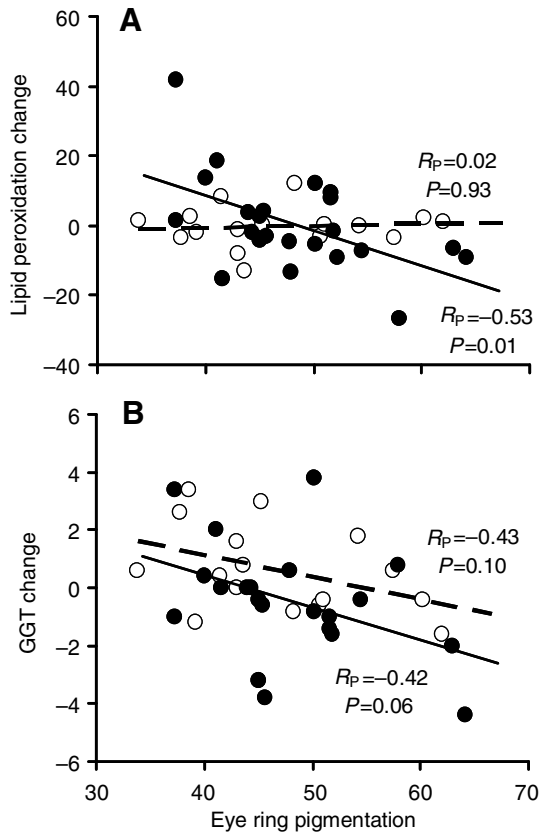 A
60
40
20
0
–20
–40
Lipid peroxidation change
RP=0.02
P=0.93
RP=–0.53
P=0.01
B
6
4
2
0
–2
–4
–6
GGT change
RP=–0.43
P=0.10
RP=–0.42
P=0.06
30 40 50 60 70
Eye ring pigmentation